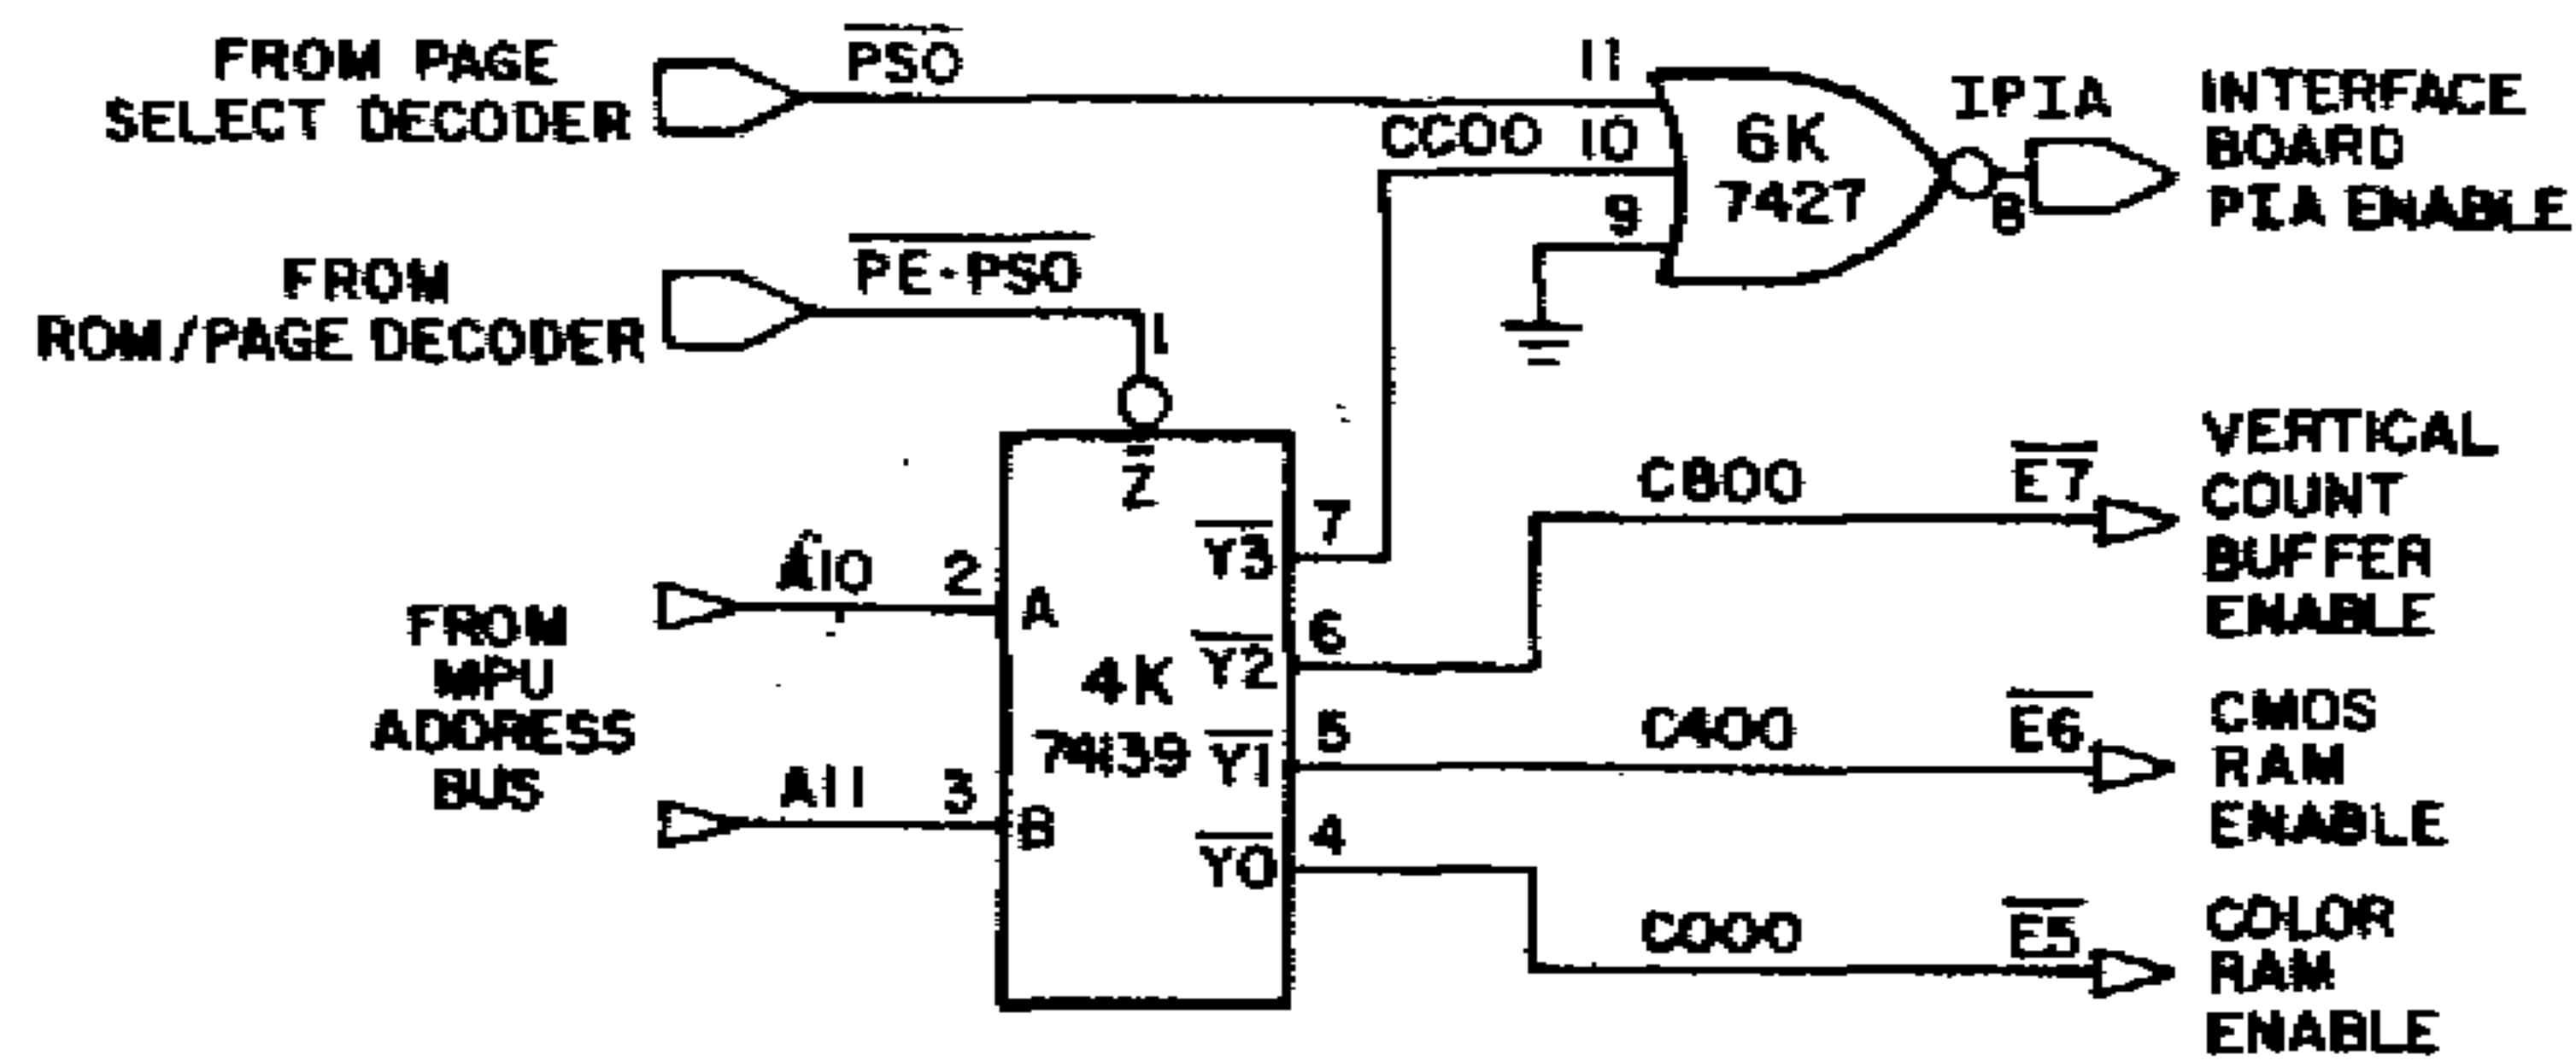 FROM PAGE
SELECT DECODER
PS0
11
CC00
10
9
6K
7427
IPIA
8
INTERFACE
BOARD
PIA ENABLE
FROM
ROM/PAGE DECODER
PE·PS0
1
Z
FROM
MPU
ADDRESS
BUS
A10
2
A
A11
3
B
4K
74139
Y3
7
Y2
6
Y1
5
Y0
4
C800
E7
VERTICAL
COUNT
BUFFER
ENABLE
C400
E6
CMOS
RAM
ENABLE
C000
E5
COLOR
RAM
ENABLE